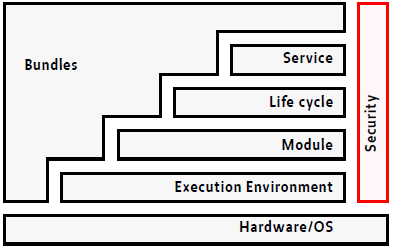 Bundles
Service
Life cycle
Module
Execution Environment
Hardware/OS
Security